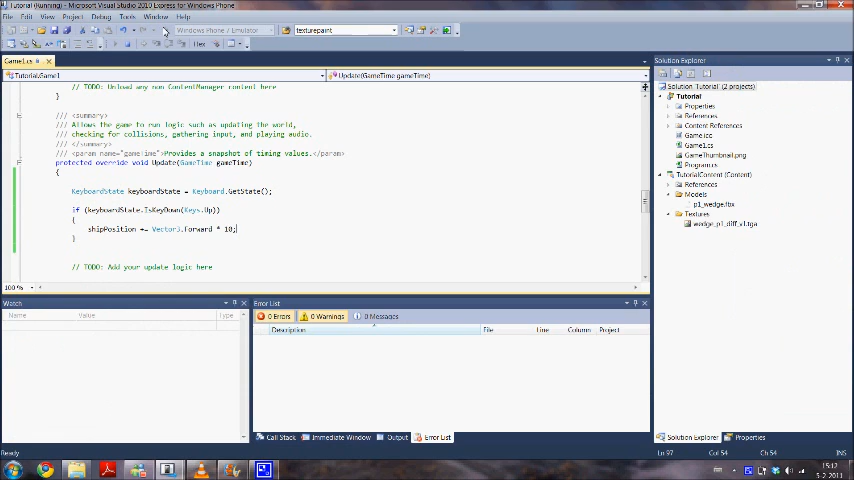 Tutorial (Running) - Microsoft Visual Studio 2010 Express for Windows Phone
File Edit View Project Debug Tools Window Help
Windows Phone 7 Emulator texturepaint
Hex
Game1.cs
Solution Explorer
Tutorial.Game1 Update(GameTime gameTime)
// TODO: Unload any non ContentManager content here
}
/// <summary>
/// Allows the game to run logic such as updating the world,
/// checking for collisions, gathering input, and playing audio.
/// </summary>
/// <param name="gameTime">Provides a snapshot of timing values.</param>
protected override void Update(GameTime gameTime)
{
KeyboardState keyboardState = Keyboard.GetState();
if (keyboardState.IsKeyDown(Keys.Up))
{
shipPosition += Vector3.Forward * 10;
}
// TODO: Add your update logic here
100 %
Solution 'Tutorial' (2 projects)
Tutorial
Properties
References
Content References
Game.ico
Game1.cs
GameThumbnail.png
Program.cs
TutorialContent (Content)
References
Models
p1_wedge.fbx
Textures
wedge_p1_diff_v1.tga
Watch
Name Value Type
Error List
0 Errors 0 Warnings 0 Messages
Description File Line Column Project
Call Stack Immediate Window Output Error List
Solution Explorer Properties
Ready Ln 97 Col 54 Ch 54 INS
15:12
5-2-2011